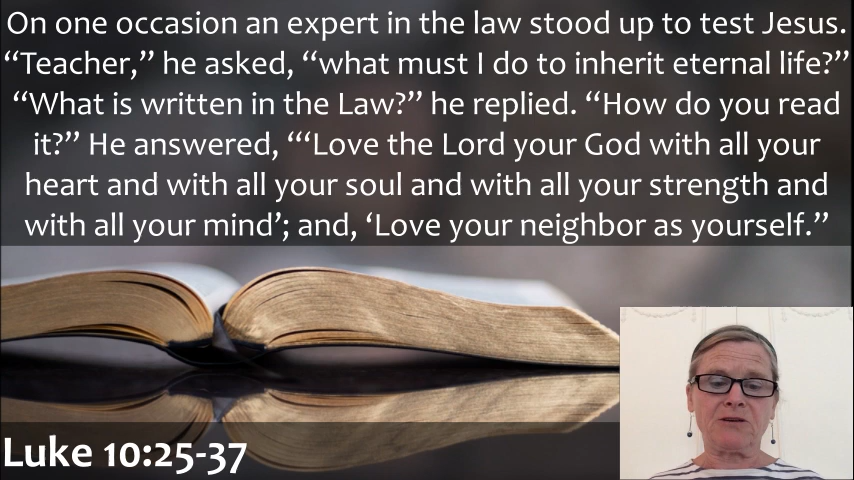 On one occasion an expert in the law stood up to test Jesus.
“Teacher,” he asked, “what must I do to inherit eternal life?”
“What is written in the Law?” he replied. “How do you read
it?” He answered, “‘Love the Lord your God with all your
heart and with all your soul and with all your strength and
with all your mind’; and, ‘Love your neighbor as yourself.”
Luke 10:25-37